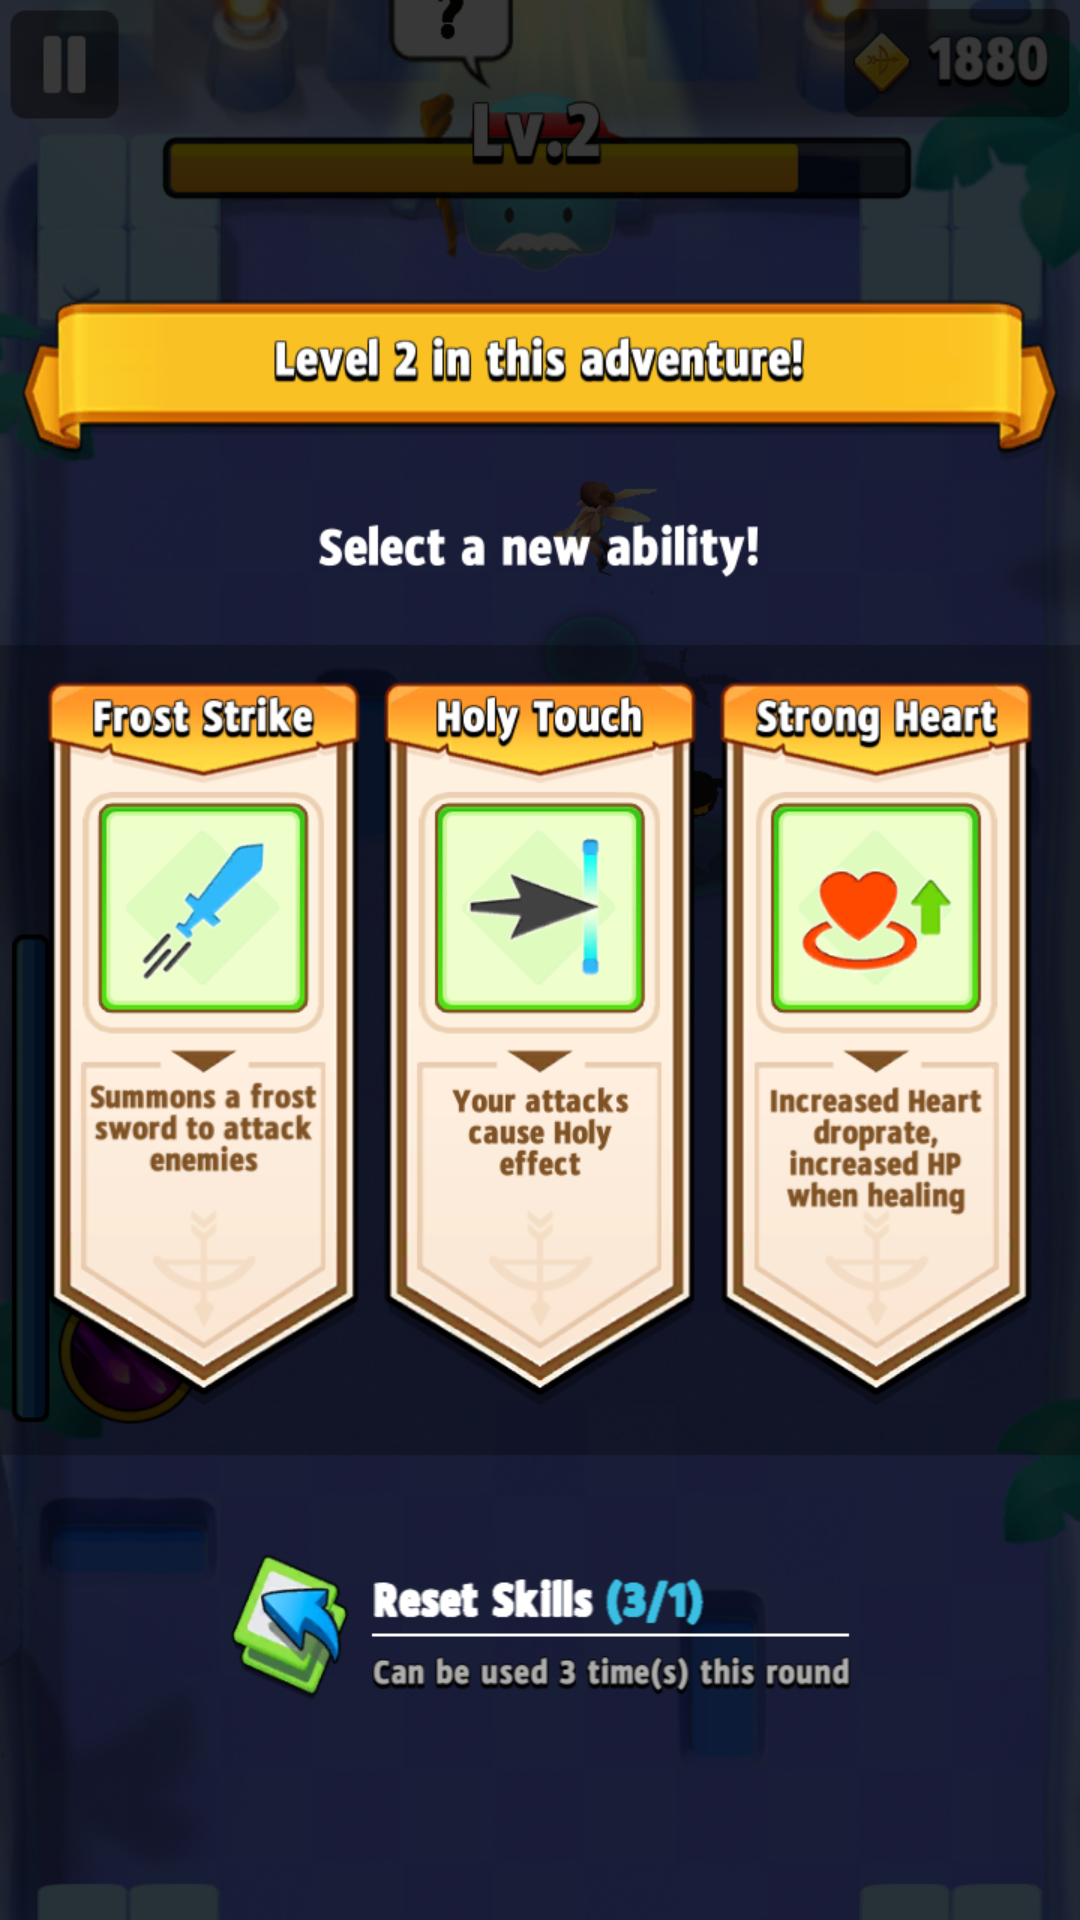 ?
1880
Lv.2
Level 2 in this adventure!
Select a new ability!
Frost Strike
Summons a frost
sword to attack
enemies
Holy Touch
Your attacks
cause Holy
effect
Strong Heart
Increased Heart
droprate,
increased HP
when healing
Reset Skills (3/1)
Can be used 3 time(s) this round